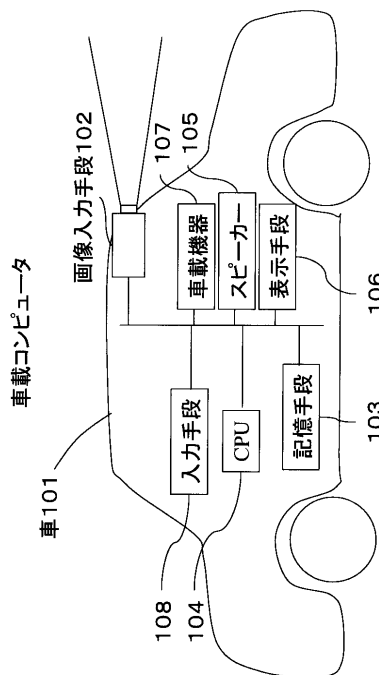 車載コンピュータ
車101
画像入力手段102
107
105
車載機器
スピーカー
表示手段
106
入力手段
CPU
記憶手段
108
104
103